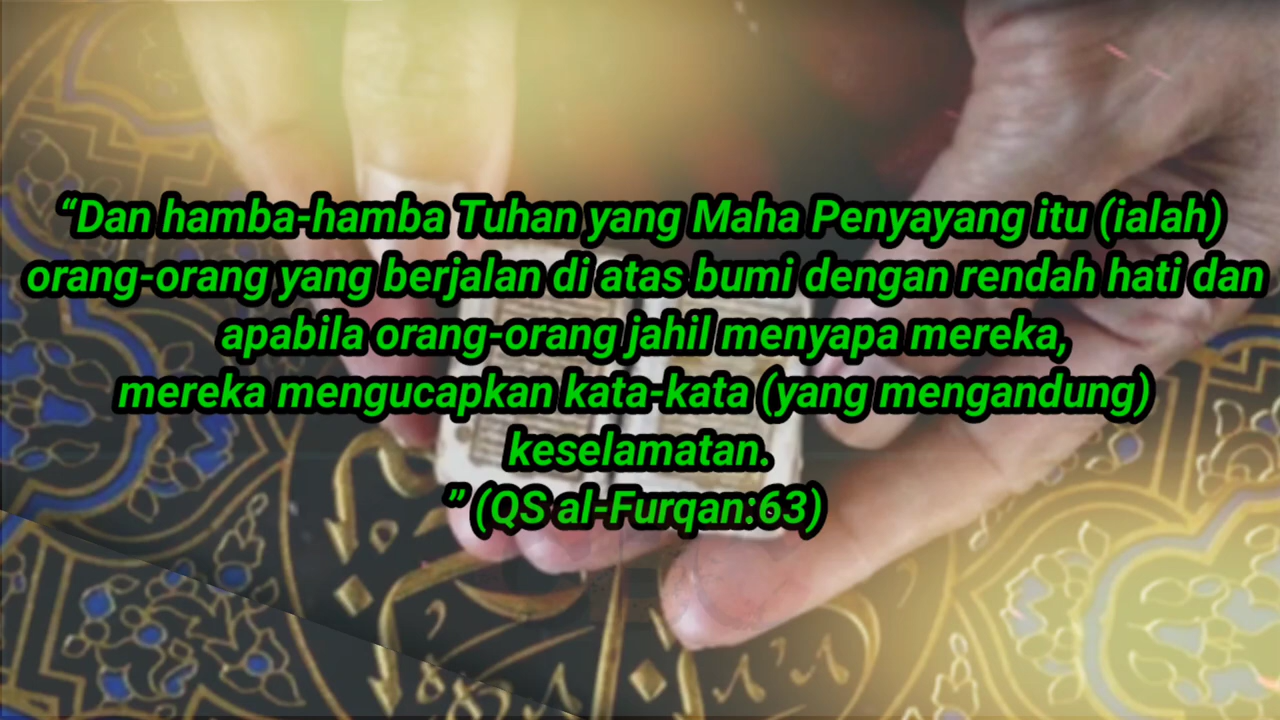 “Dan hamba-hamba Tuhan yang Maha Penyayang itu (ialah)
orang-orang yang berjalan di atas bumi dengan rendah hati dan
apabila orang-orang jahil menyapa mereka,
mereka mengucapkan kata-kata (yang mengandung)
keselamatan.
” (QS al-Furqan:63)